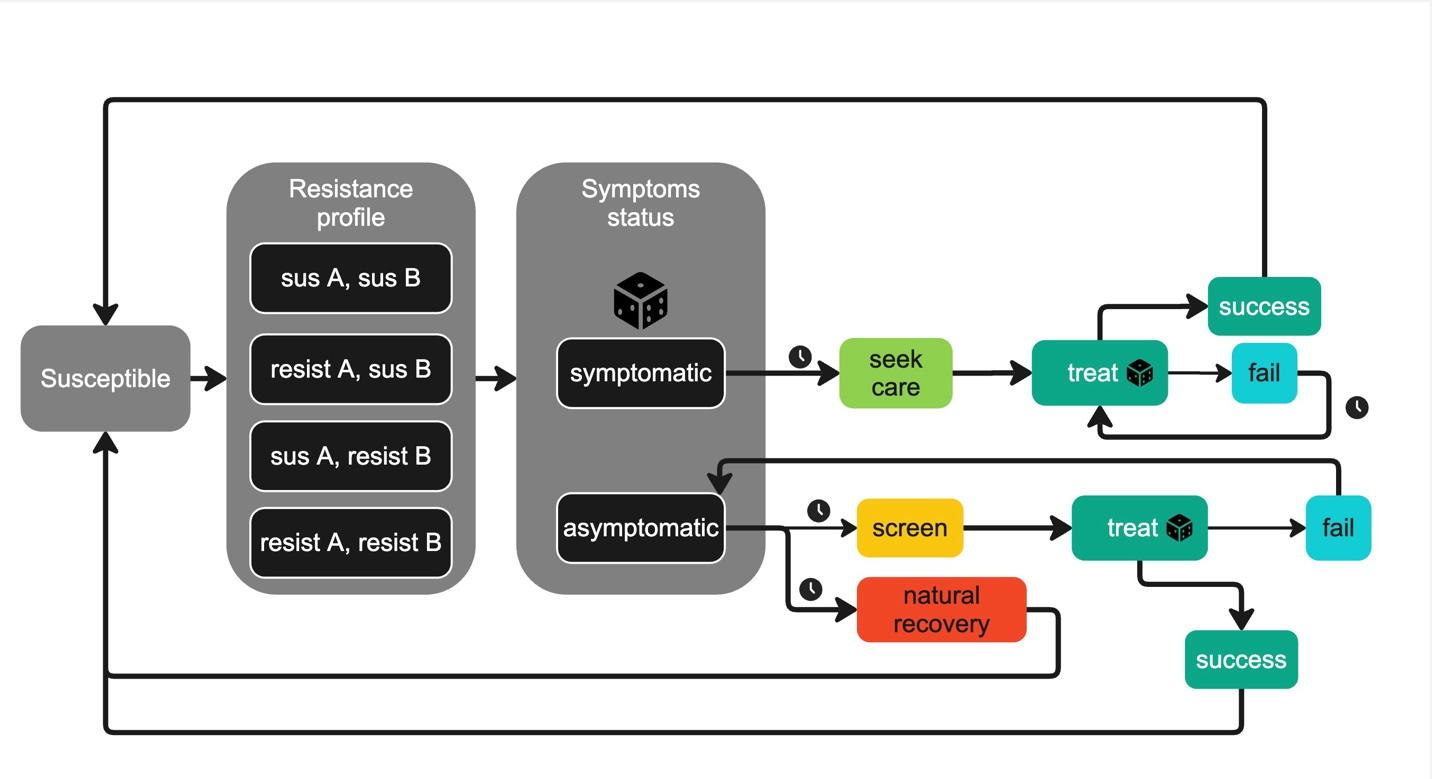 Resistance
profile
sus A, sus B
resist A, sus B
sus A, resist B
resist A, resist B
Susceptible
Symptoms
status
symptomatic
asymptomatic
seek
care
treat
success
fail
screen
treat
fail
natural
recovery
success